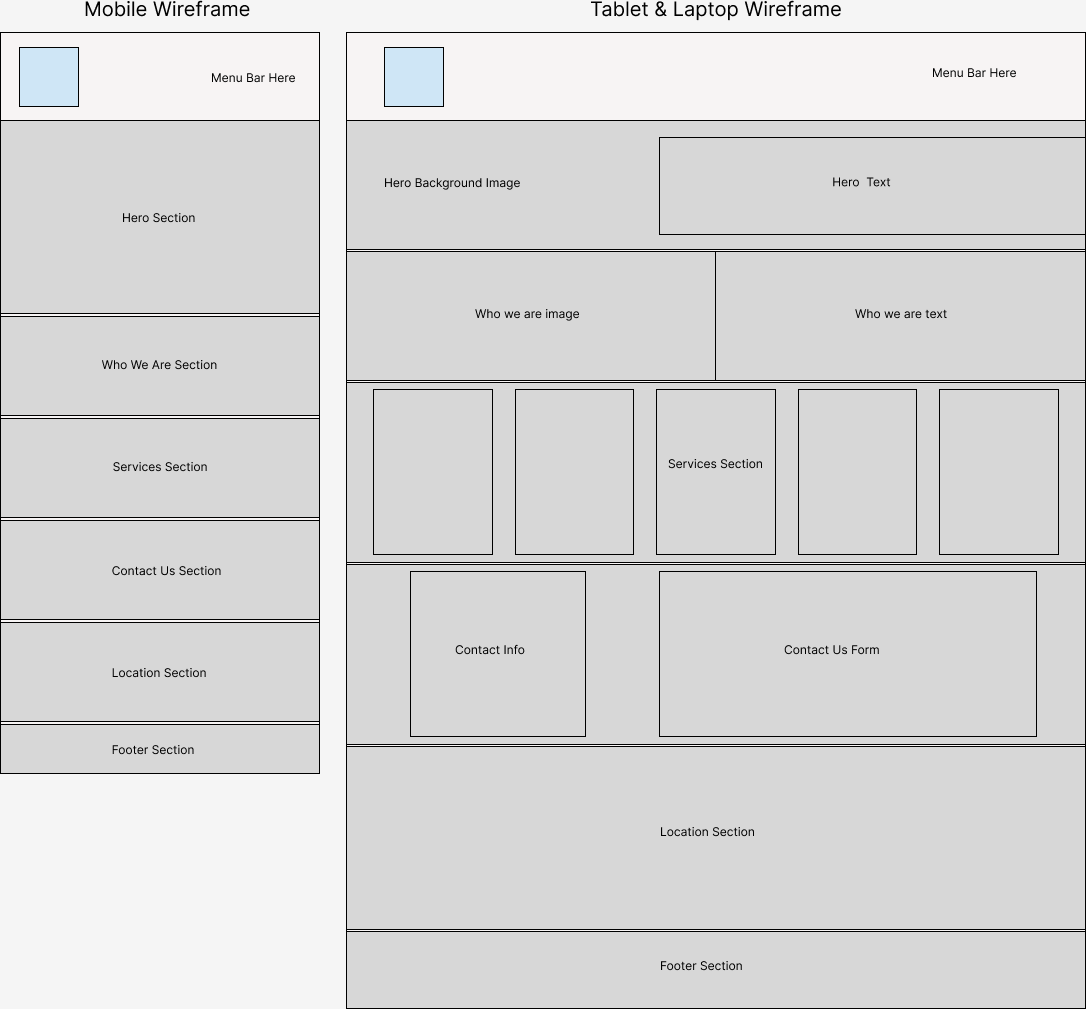 Mobile Wireframe
Menu Bar Here
Hero Section
Who We Are Section
Services Section
Contact Us Section
Location Section
Footer Section
Tablet & Laptop Wireframe
Menu Bar Here
Hero Background Image
Hero  Text
Who we are image
Who we are text
Services Section
Contact Info
Contact Us Form
Location Section
Footer Section